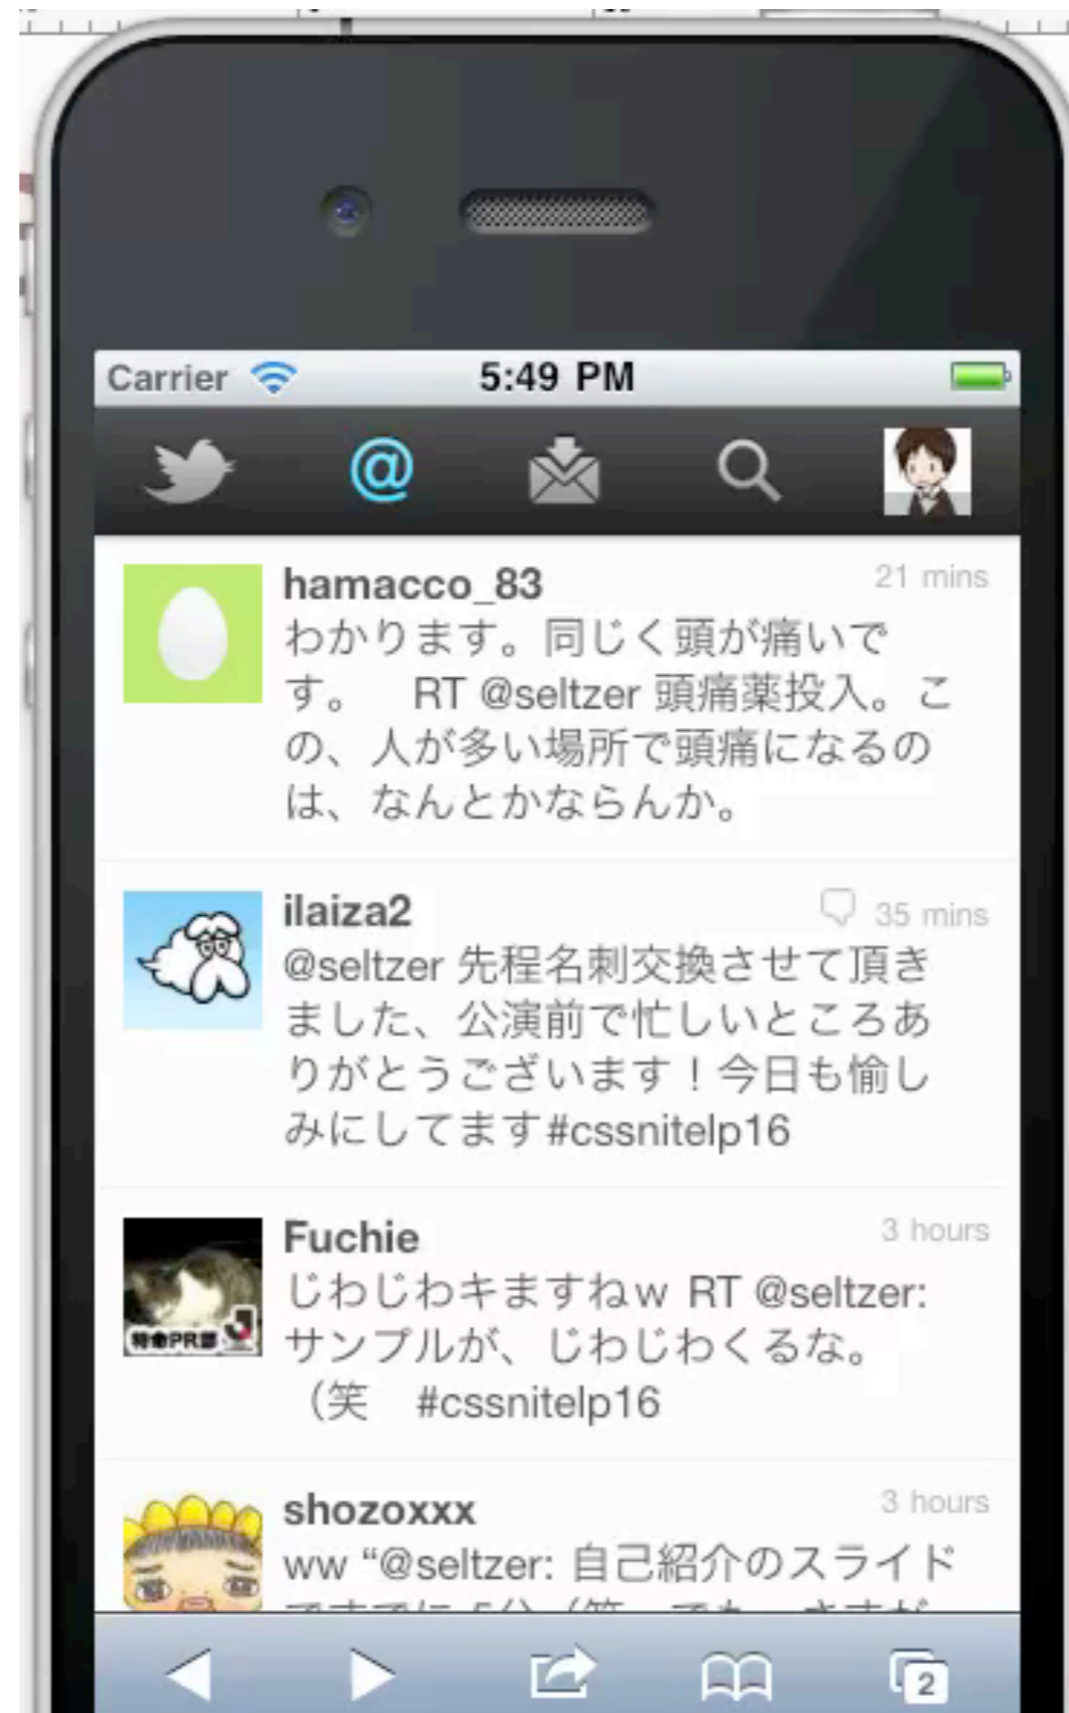 Carrier 5:49 PM
@
hamacco_83 21 mins
わかります。同じく頭が痛いで
す。　RT @seltzer 頭痛薬投入。こ
の、人が多い場所で頭痛になるの
は、なんとかならんか。
ilaiza2 35 mins
@seltzer 先程名刺交換させて頂き
ました、公演前で忙しいところあ
りがとうございます！今日も愉し
みにしてます#cssnitelp16
Fuchie 3 hours
じわじわキますねｗ RT @seltzer:
サンプルが、じわじわくるな。
（笑　#cssnitelp16
特命PR部
shozoxxx 3 hours
ww “@seltzer: 自己紹介のスライド
2